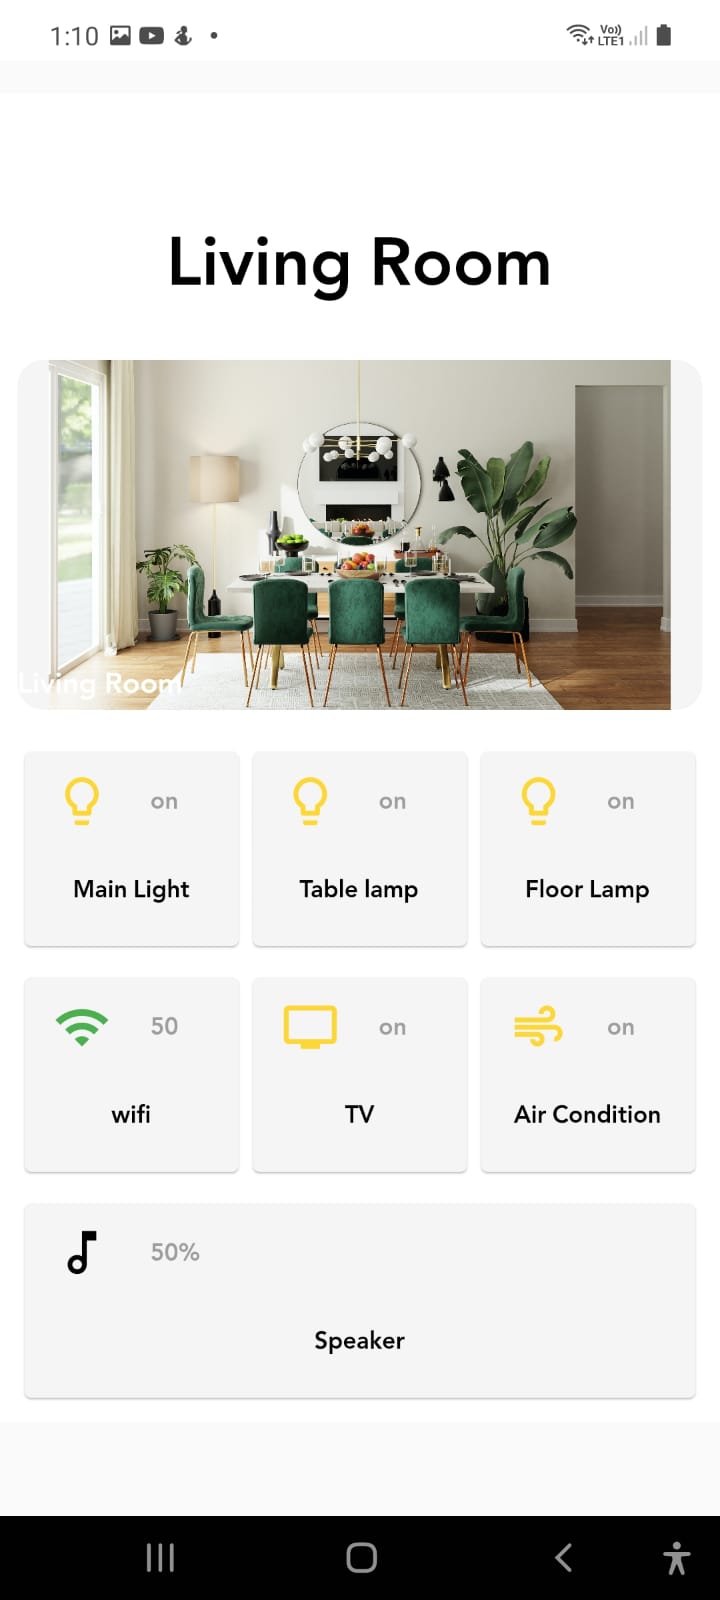 1:10
Vo))
LTE1
Living Room
Living Room
on
on
on
Main Light
Table lamp
Floor Lamp
50
on
on
wifi
TV
Air Condition
50%
Speaker